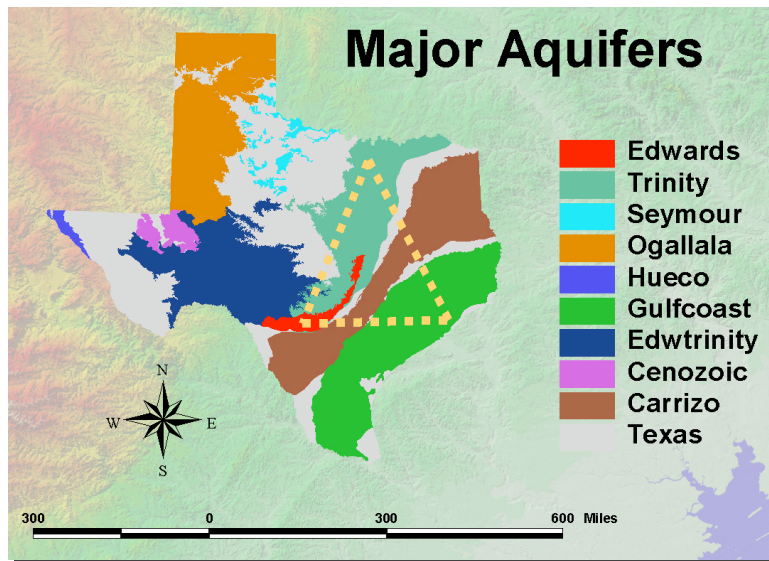 Major Aquifers
Edwards
Trinity
Seymour
Ogallala
Hueco
Gulfcoast
Edwtrinity
Cenozoic
Carrizo
Texas
N
W E
S
300 0 300 600 Miles